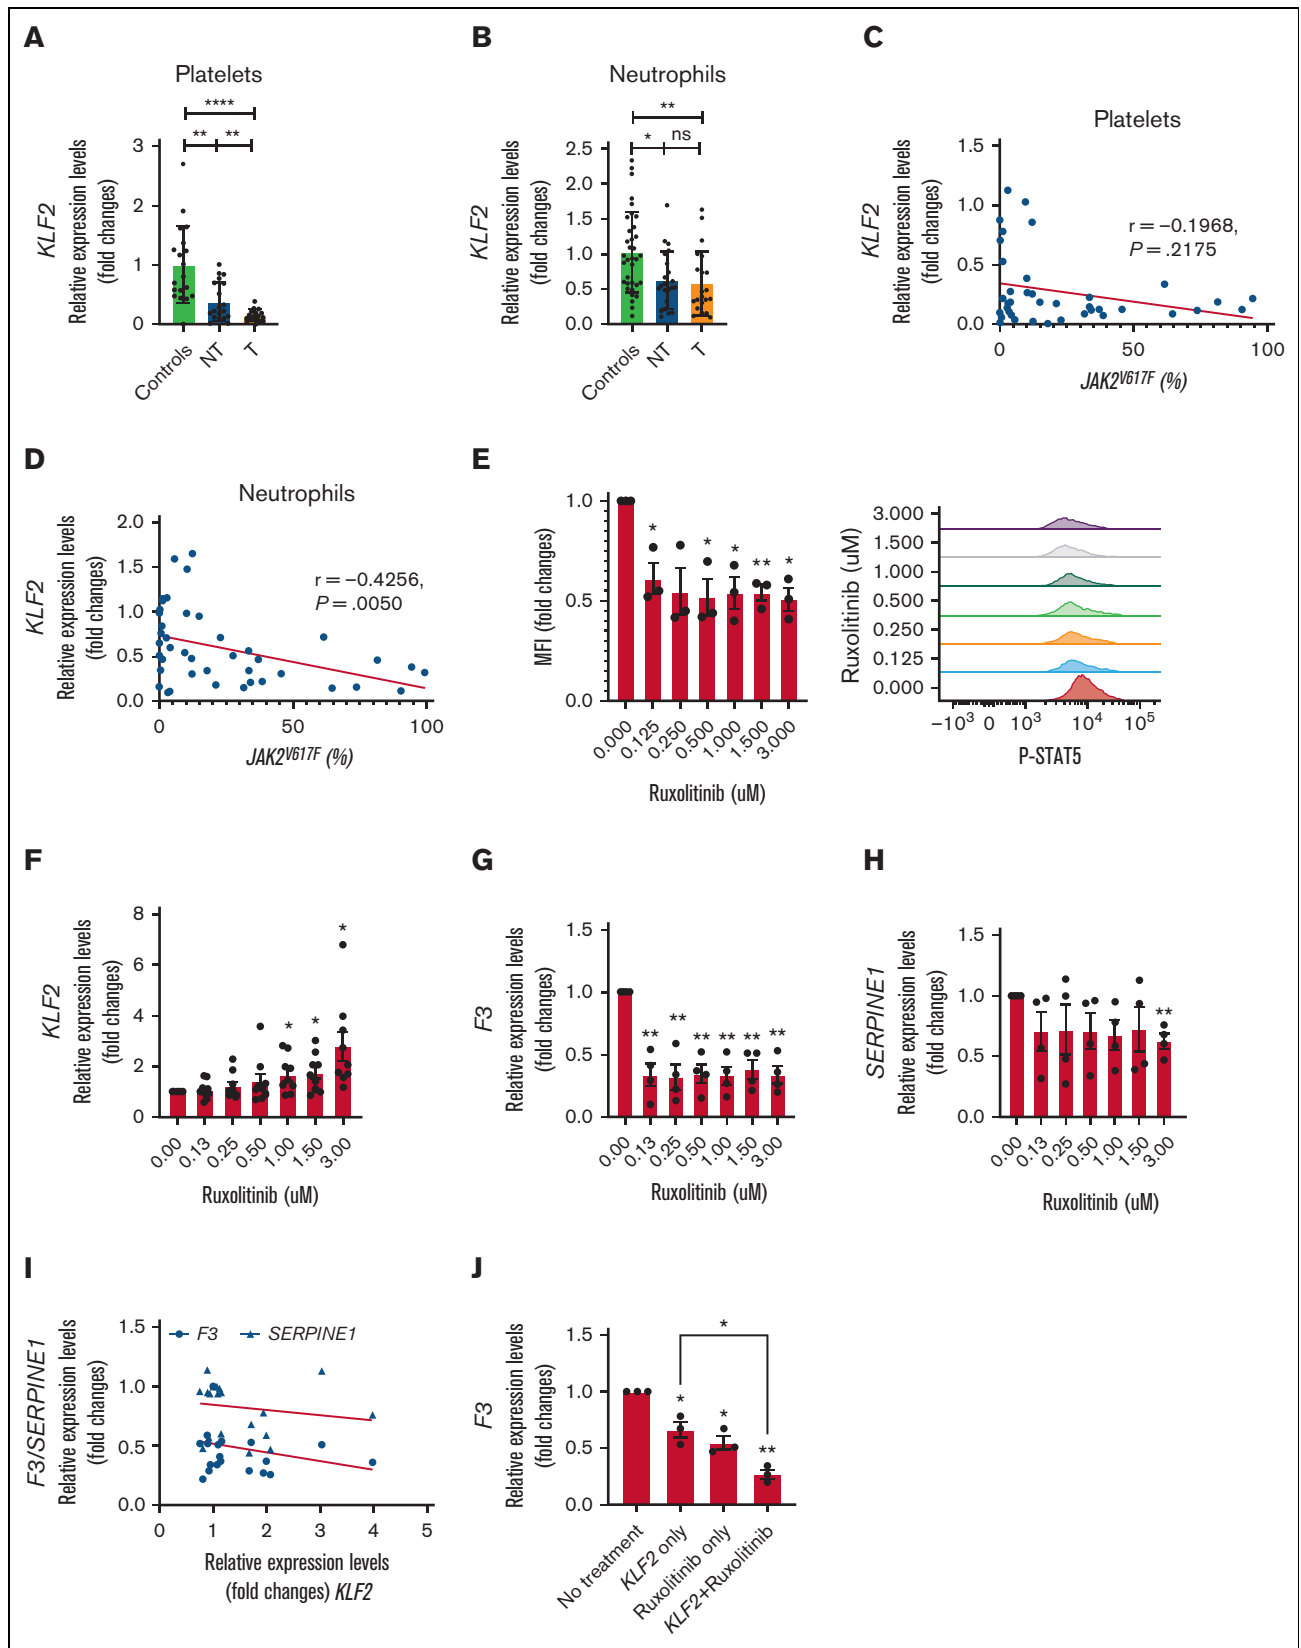 A
Platelets
****
** **
KLF2
Relative expression levels
(fold changes)
3
2
1
0
Controls
NT
T
B
Neutrophils
**
* ns
KLF2
Relative expression levels
(fold changes)
2.5
2.0
1.5
1.0
0.5
0
Controls
NT
T
C
Platelets
KLF2
Relative expression levels
(fold changes)
1.5
1.0
0.5
0.0
r = –0.1968,
P = .2175
0 50 100
JAK2V617F (%)
D
Neutrophils
KLF2
Relative expression levels
(fold changes)
2.0
1.5
1.0
0.5
0.0
r = –0.4256,
P = .0050
0 50 100
JAK2V617F (%)
E
MFI (fold changes)
1.0
0.5
0.0
* * * ** *
0.000 0.125 0.250 0.500 1.000 1.500 3.000
Ruxolitinib (uM)
Ruxolitinib (uM)
3.000
1.500
1.000
0.500
0.250
0.125
0.000
–10³ 0 10³ 10⁴ 10⁵
P-STAT5
F
KLF2
Relative expression levels
(fold changes)
8
6
4
2
0
* * *
0.00 0.13 0.25 0.50 1.00 1.50 3.00
Ruxolitinib (uM)
G
F3
Relative expression levels
(fold changes)
1.5
1.0
0.5
0.0
** ** ** ** ** **
0.00 0.13 0.25 0.50 1.00 1.50 3.00
Ruxolitinib (uM)
H
SERPINE1
Relative expression levels
(fold changes)
1.5
1.0
0.5
0.0
**
0.00 0.13 0.25 0.50 1.00 1.50 3.00
Ruxolitinib (uM)
I
F3/SERPINE1
Relative expression levels
(fold changes)
1.5
1.0
0.5
0.0
F3 SERPINE1
0 1 2 3 4 5
Relative expression levels
(fold changes) KLF2
J
F3
Relative expression levels
(fold changes)
1.5
1.0
0.5
0.0
*
* * **
No treatment
KLF2 only
Ruxolitinib only
KLF2+Ruxolitinib